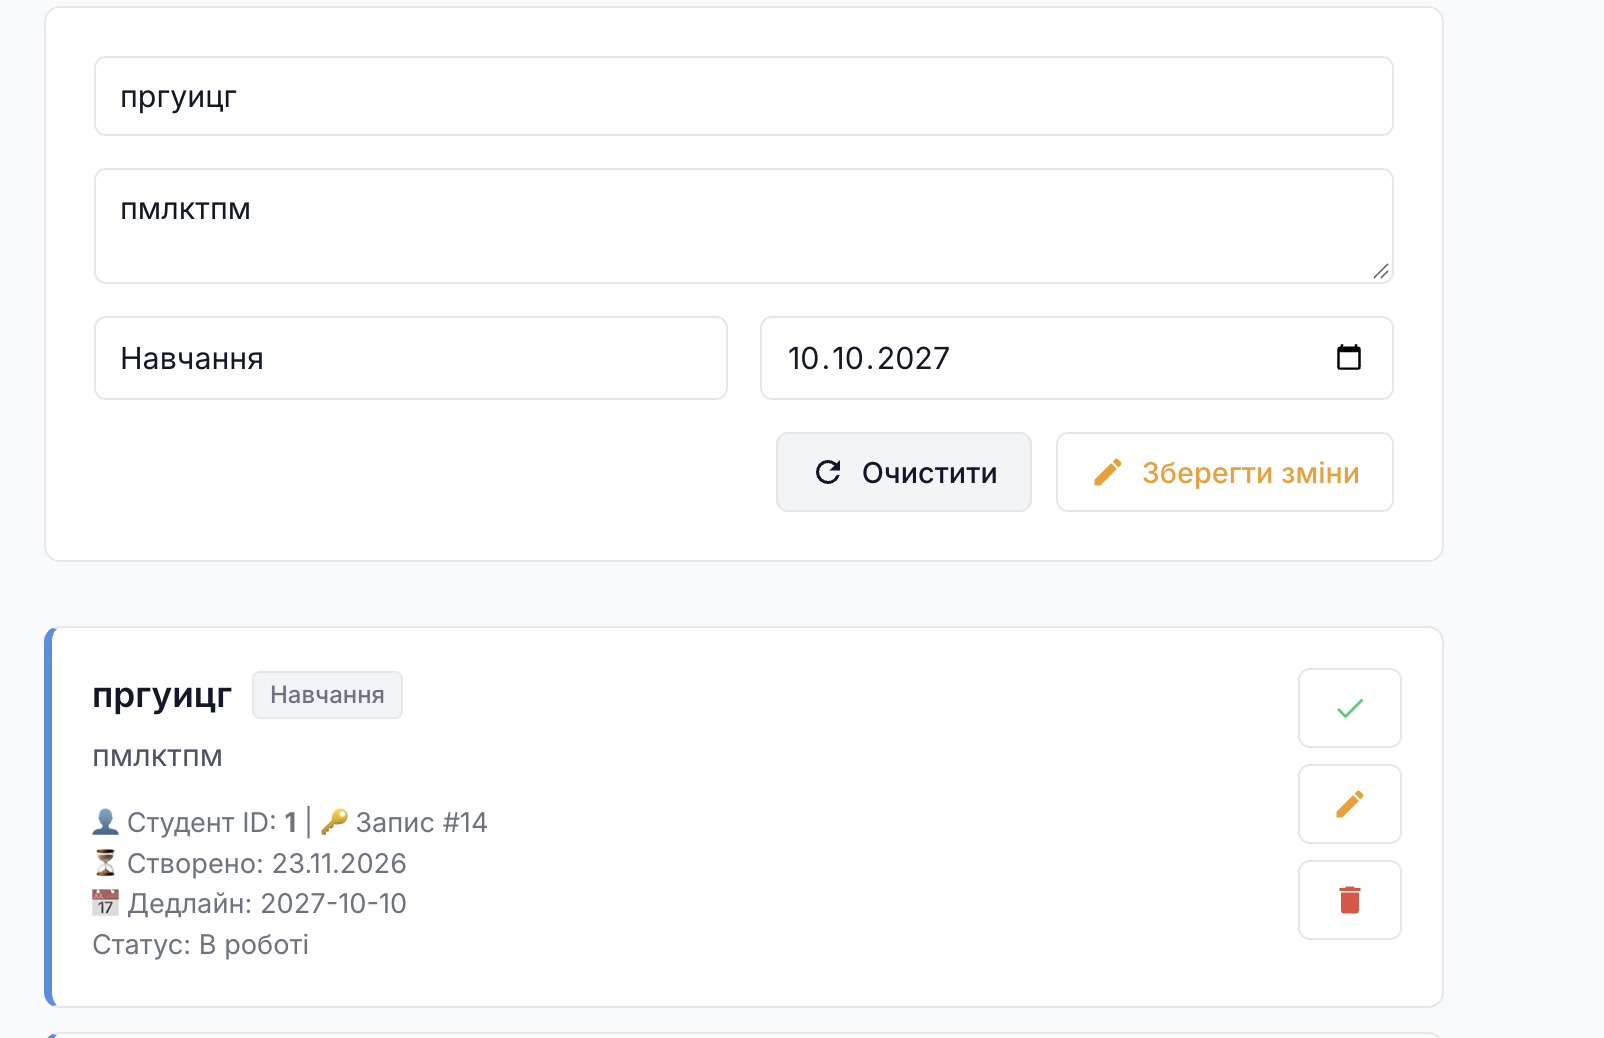 пргуицг
пмлктпм
Навчання
10.10.2027
Очистити
Зберегти зміни
пргуицг Навчання
пмлктпм
Студент ID: 1 | Запис #14
Створено: 23.11.2026
17 Дедлайн: 2027-10-10
Статус: В роботі